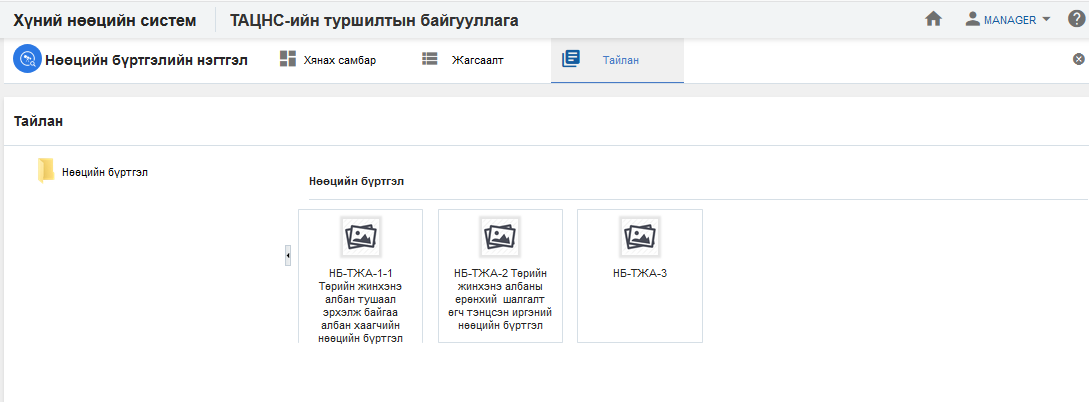 Хүний нөөцийн систем
ТАЦНС-ийн туршилтын байгууллага
MANAGER
Нөөцийн бүртгэлийн нэгтгэл
Хянах самбар
Жагсаалт
Тайлан
Тайлан
Нөөцийн бүртгэл
Нөөцийн бүртгэл
НБ-ТЖА-1-1
Төрийн жинхэнэ
албан тушаал
эрхэлж байгаа
албан хаагчийн
нөөцийн бүртгэл
НБ-ТЖА-2 Төрийн
жинхэнэ албаны
ерөнхий шалгалт
өгч тэнцсэн иргэний
нөөцийн бүртгэл
НБ-ТЖА-3